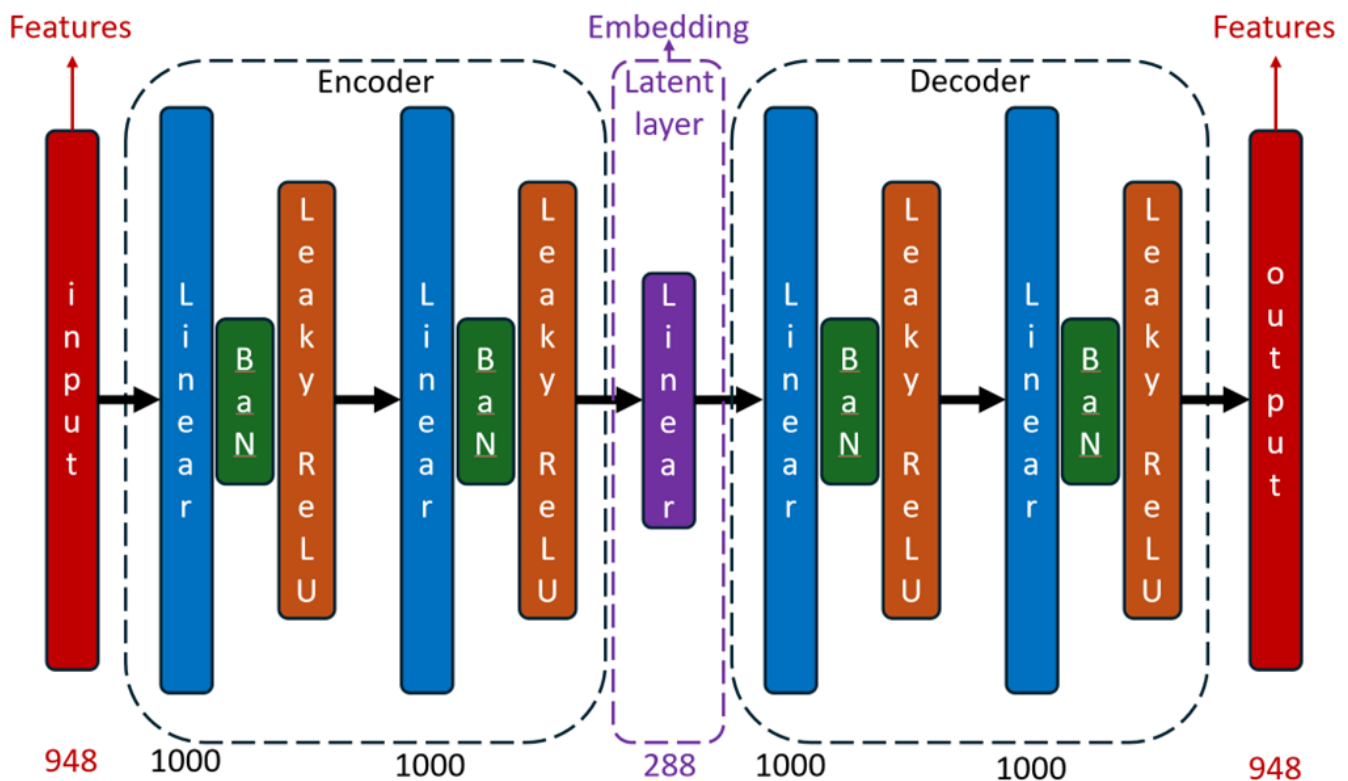 Features
Embedding
Features
Encoder
Latent
layer
Decoder
input
Linear
BaN
Leaky ReLU
Linear
BaN
Leaky ReLU
Linear
Linear
BaN
Leaky ReLU
Linear
BaN
Leaky ReLU
output
948
1000
1000
288
1000
1000
948